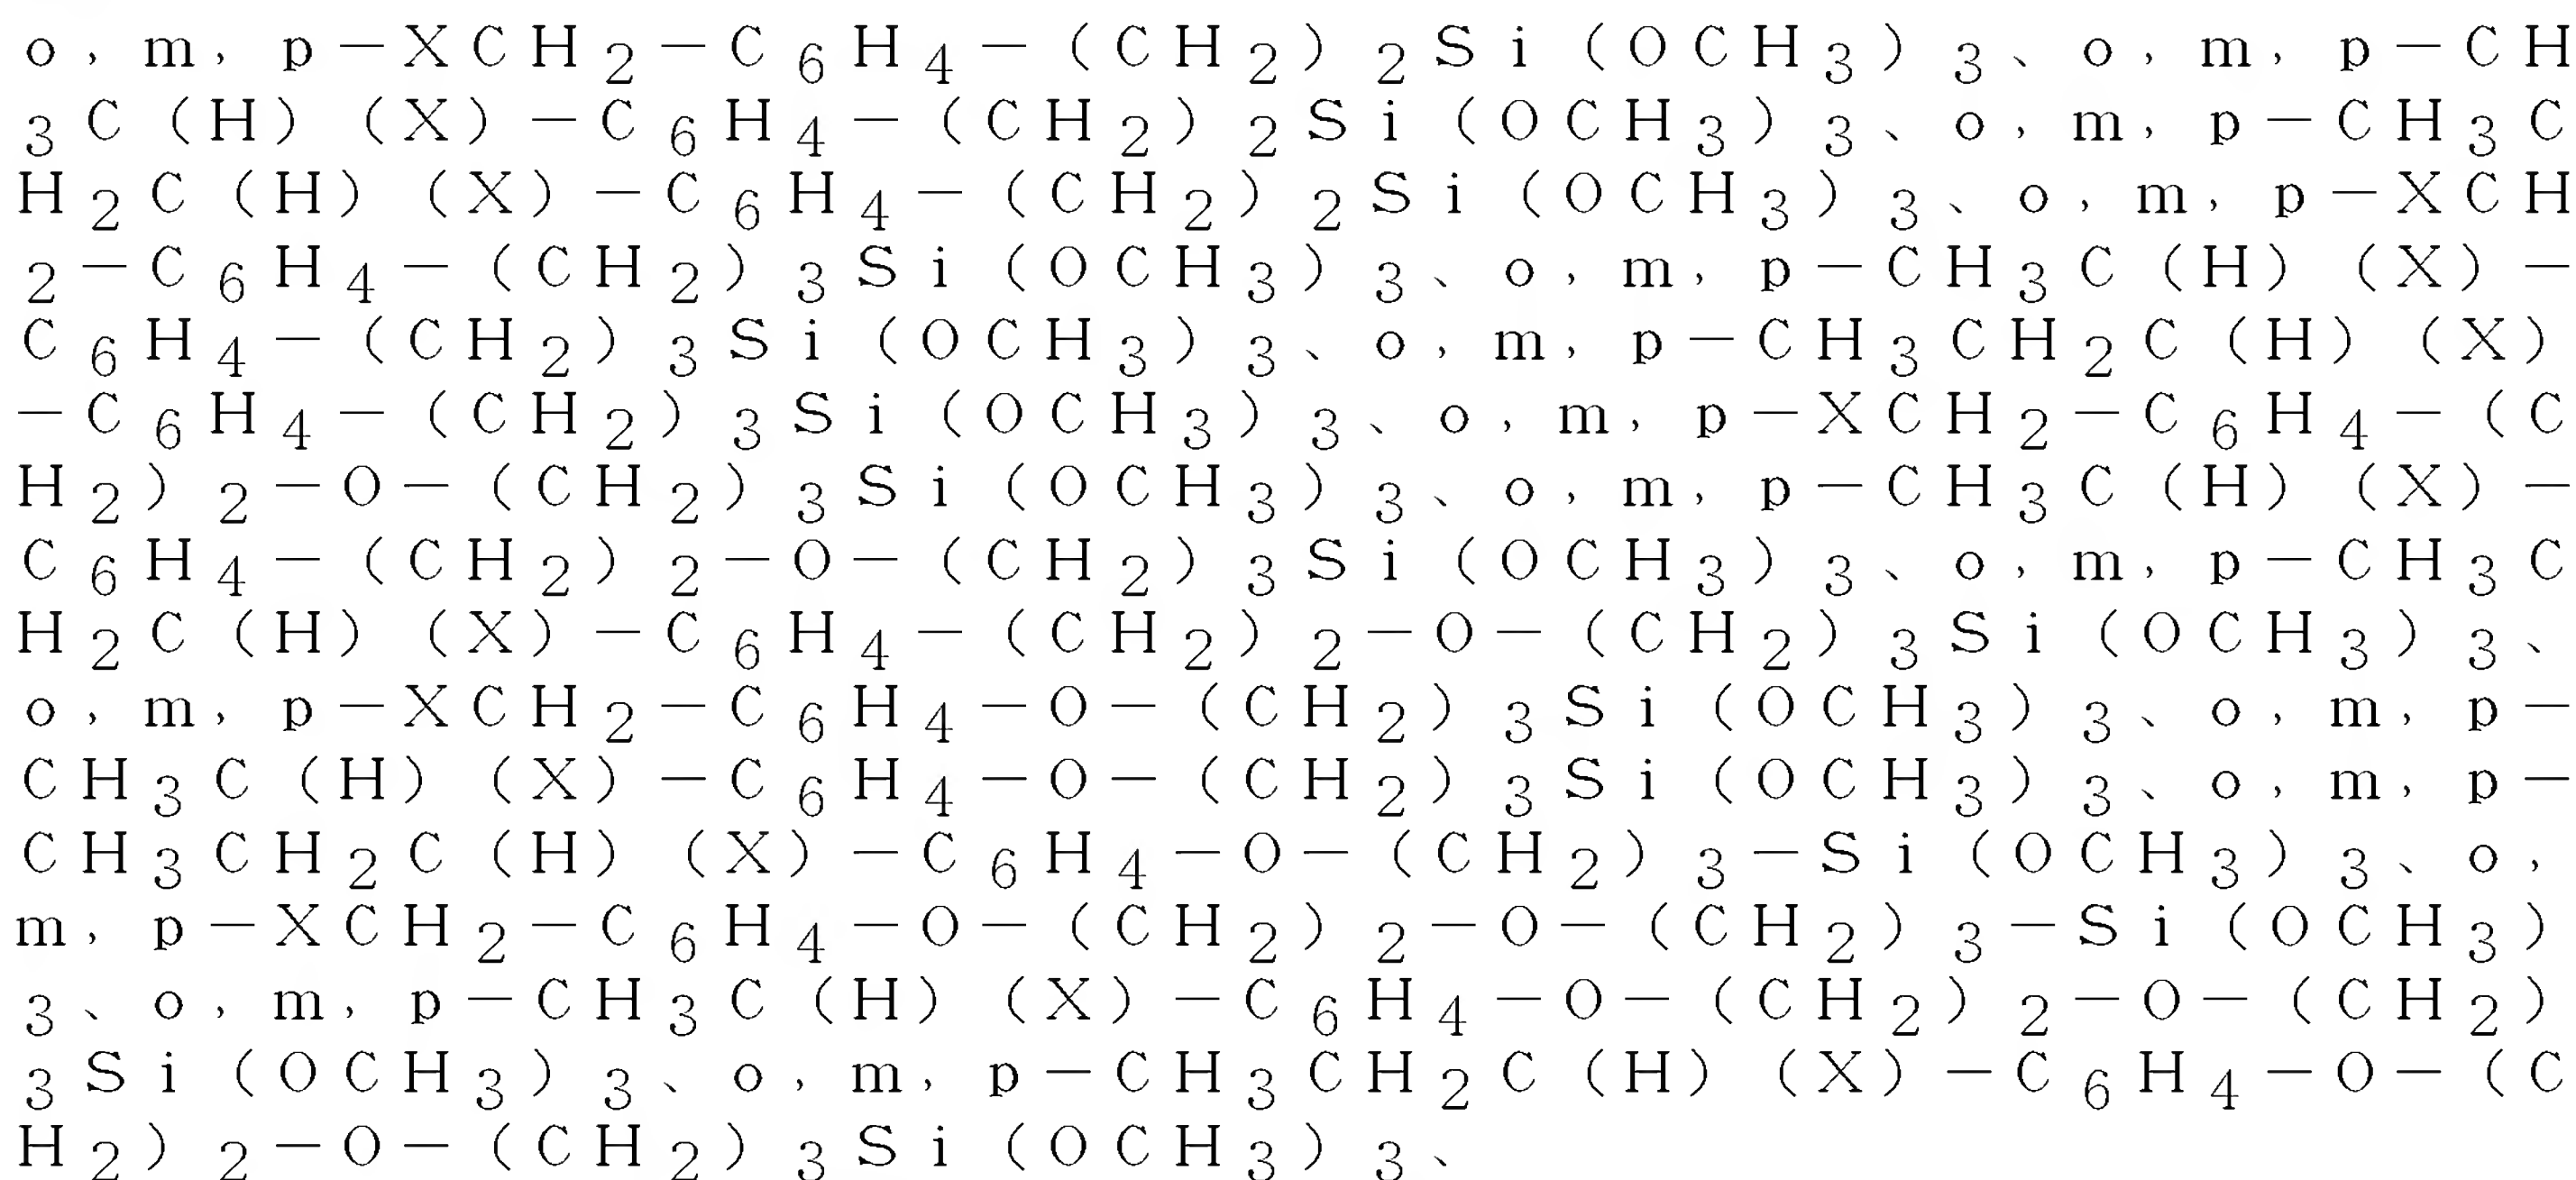 o,m,p−XCH₂−C₆H₄−(CH₂)₂Si(OCH₃)₃、o,m,p−CH
₃C(H)(X)−C₆H₄−(CH₂)₂Si(OCH₃)₃、o,m,p−CH₃C
H₂C(H)(X)−C₆H₄−(CH₂)₂Si(OCH₃)₃、o,m,p−XCH
₂−C₆H₄−(CH₂)₃Si(OCH₃)₃、o,m,p−CH₃C(H)(X)−
C₆H₄−(CH₂)₃Si(OCH₃)₃、o,m,p−CH₃CH₂C(H)(X)
−C₆H₄−(CH₂)₃Si(OCH₃)₃、o,m,p−XCH₂−C₆H₄−(C
H₂)₂−O−(CH₂)₃Si(OCH₃)₃、o,m,p−CH₃C(H)(X)−
C₆H₄−(CH₂)₂−O−(CH₂)₃Si(OCH₃)₃、o,m,p−CH₃C
H₂C(H)(X)−C₆H₄−(CH₂)₂−O−(CH₂)₃Si(OCH₃)₃、
o,m,p−XCH₂−C₆H₄−O−(CH₂)₃Si(OCH₃)₃、o,m,p−
CH₃C(H)(X)−C₆H₄−O−(CH₂)₃Si(OCH₃)₃、o,m,p−
CH₃CH₂C(H)(X)−C₆H₄−O−(CH₂)₃−Si(OCH₃)₃、o,
m,p−XCH₂−C₆H₄−O−(CH₂)₂−O−(CH₂)₃−Si(OCH₃)
₃、o,m,p−CH₃C(H)(X)−C₆H₄−O−(CH₂)₂−O−(CH₂)
₃Si(OCH₃)₃、o,m,p−CH₃CH₂C(H)(X)−C₆H₄−O−(C
H₂)₂−O−(CH₂)₃Si(OCH₃)₃、